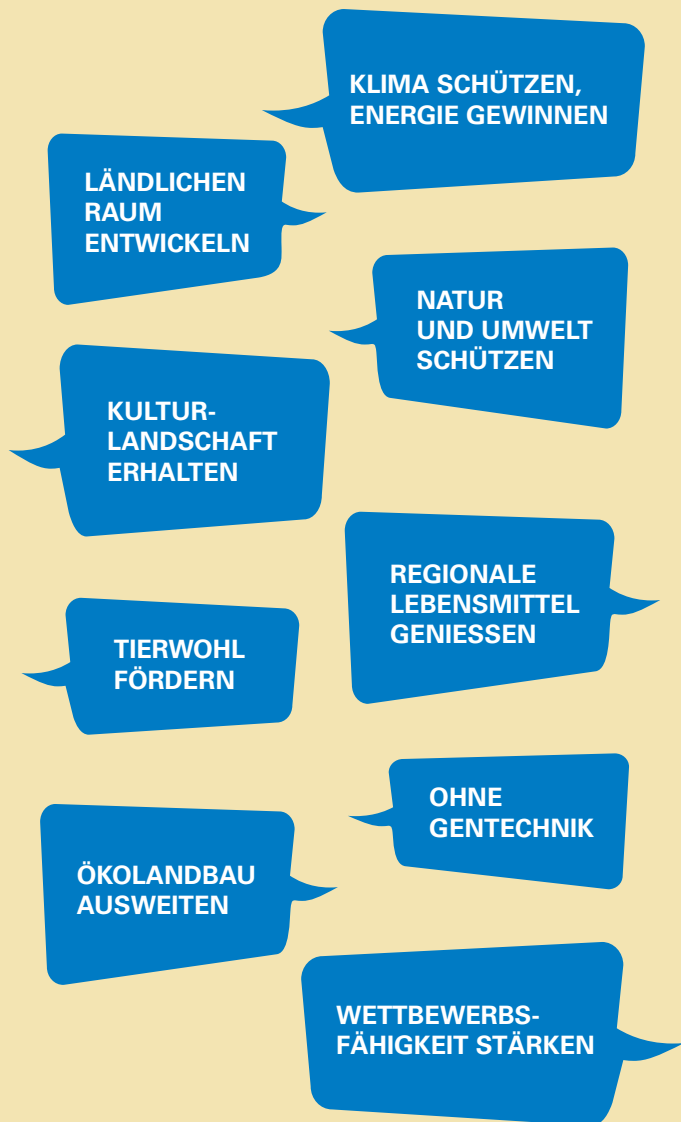 KLIMA SCHÜTZEN,
ENERGIE GEWINNEN
LÄNDLICHEN
RAUM
ENTWICKELN
NATUR
UND UMWELT
SCHÜTZEN
KULTUR-
LANDSCHAFT
ERHALTEN
REGIONALE
LEBENSMITTEL
GENIESSEN
TIERWOHL
FÖRDERN
OHNE
GENTECHNIK
ÖKOLANDBAU
AUSWEITEN
WETTBEWERBS-
FÄHIGKEIT STÄRKEN